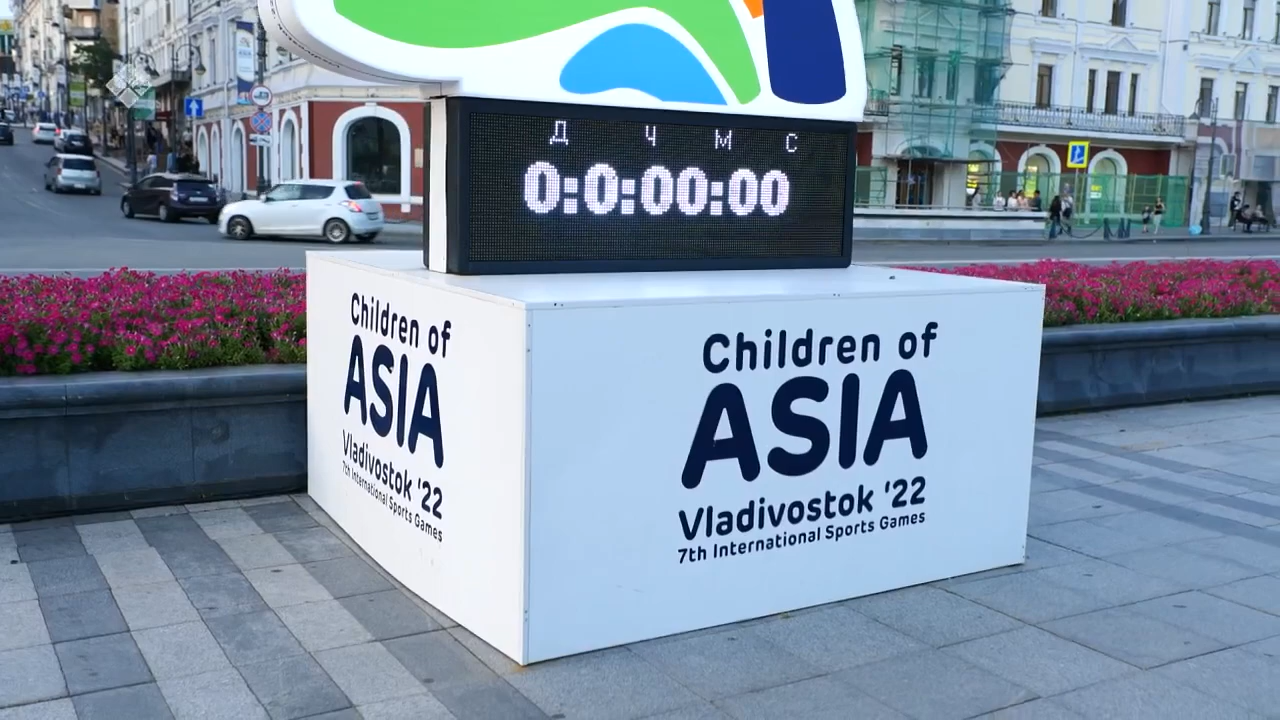 Д Ч М С
0:0:00:00
Children of
ASIA
Vladivostok '22
7th International Sports Games
Children of
ASIA
Vladivostok '22
7th International Sports Games